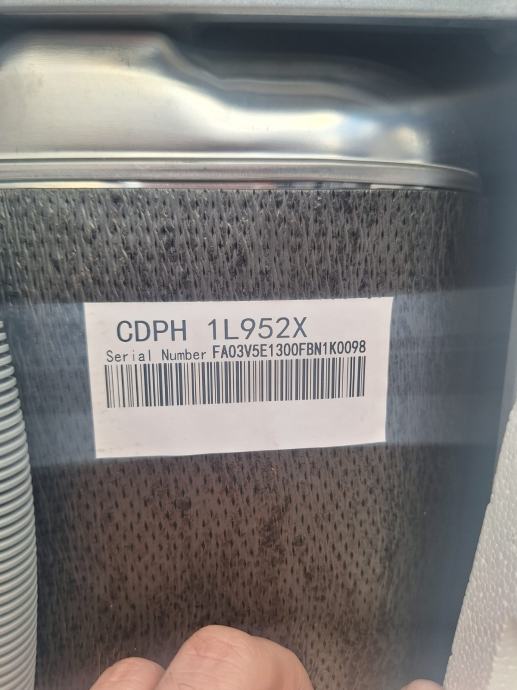 CDPH 1L952X
Serial Number FA03V5E1300FBN1K0098